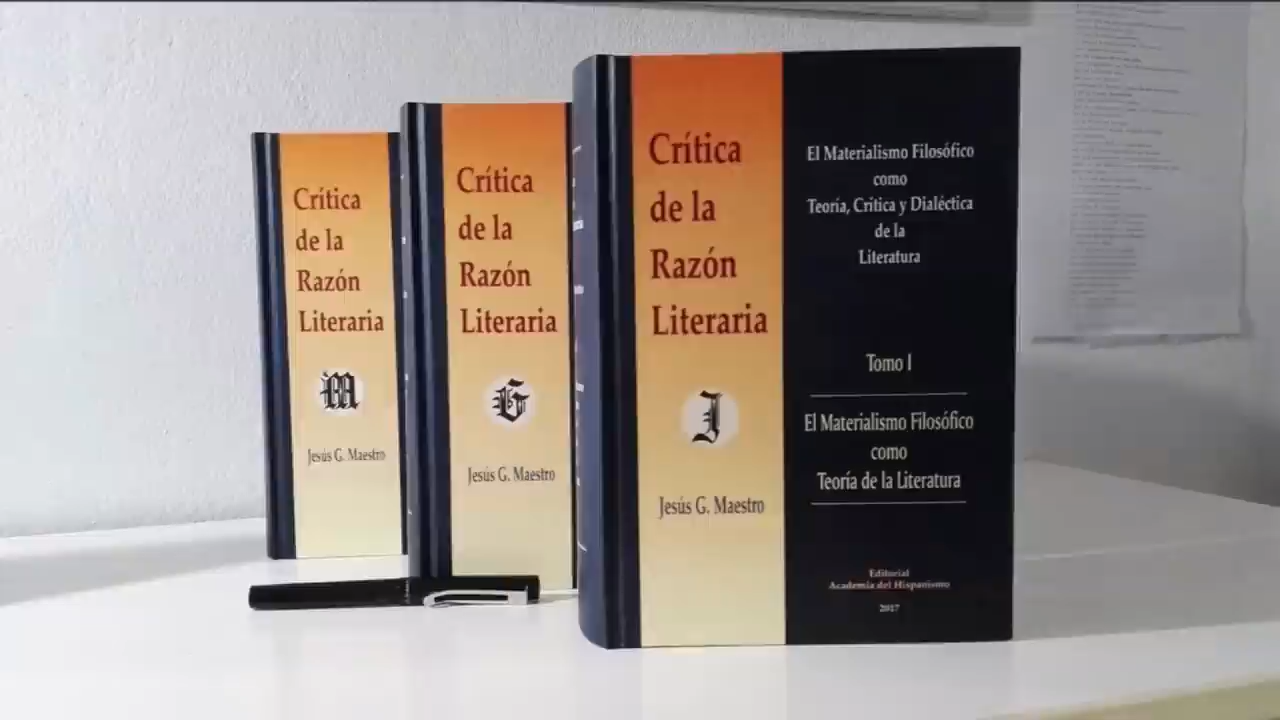 Crítica
de la
Razón
Literaria
M
Jesús G. Maestro
Crítica
de la
Razón
Literaria
G
Jesús G. Maestro
Crítica
de la
Razón
Literaria
J
Jesús G. Maestro
El Materialismo Filosófico
como
Teoría, Crítica y Dialéctica
de la
Literatura
Tomo I
El Materialismo Filosófico
como
Teoría de la Literatura
Editorial
Academia del Hispanismo
2017